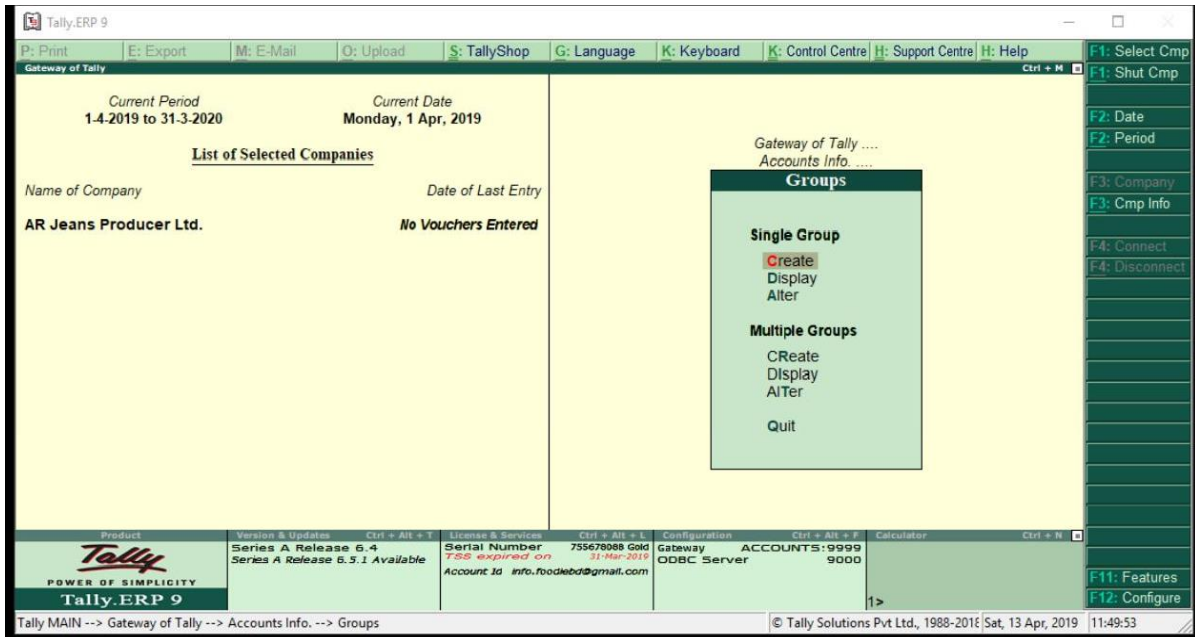 Tally.ERP 9
P: Print E: Export M: E-Mail O: Upload S: TallyShop G: Language K: Keyboard K: Control Centre H: Support Centre H: Help
F1: Select Cmp
Gateway of Tally Ctrl + M
F1: Shut Cmp
Current Period Current Date
1-4-2019 to 31-3-2020 Monday, 1 Apr, 2019
F2: Date
F2: Period
List of Selected Companies
Gateway of Tally ....
Accounts Info. ....
Groups
F3: Company
F3: Cmp Info
Name of Company Date of Last Entry
AR Jeans Producer Ltd. No Vouchers Entered
Single Group
Create
Display
Alter
F4: Connect
F4: Disconnect
Multiple Groups
CReate
DIsplay
AlTer
Quit
Product
Tally
POWER OF SIMPLICITY
Tally.ERP 9
Version & Updates Ctrl + Alt + T
Series A Release 6.4
Series A Release 6.5.1 Available
License & Services Ctrl + Alt + L
Serial Number 755678088 Gold
TSS expired on 31-Mar-2019
Account Id info.foodiebd@gmail.com
Configuration Ctrl + Alt + F
Gateway ACCOUNTS:9999
ODBC Server 9000
Calculator Ctrl + N
1>
F11: Features
F12: Configure
Tally MAIN --> Gateway of Tally --> Accounts Info. --> Groups © Tally Solutions Pvt Ltd., 1988-2018 Sat, 13 Apr, 2019 11:49:53